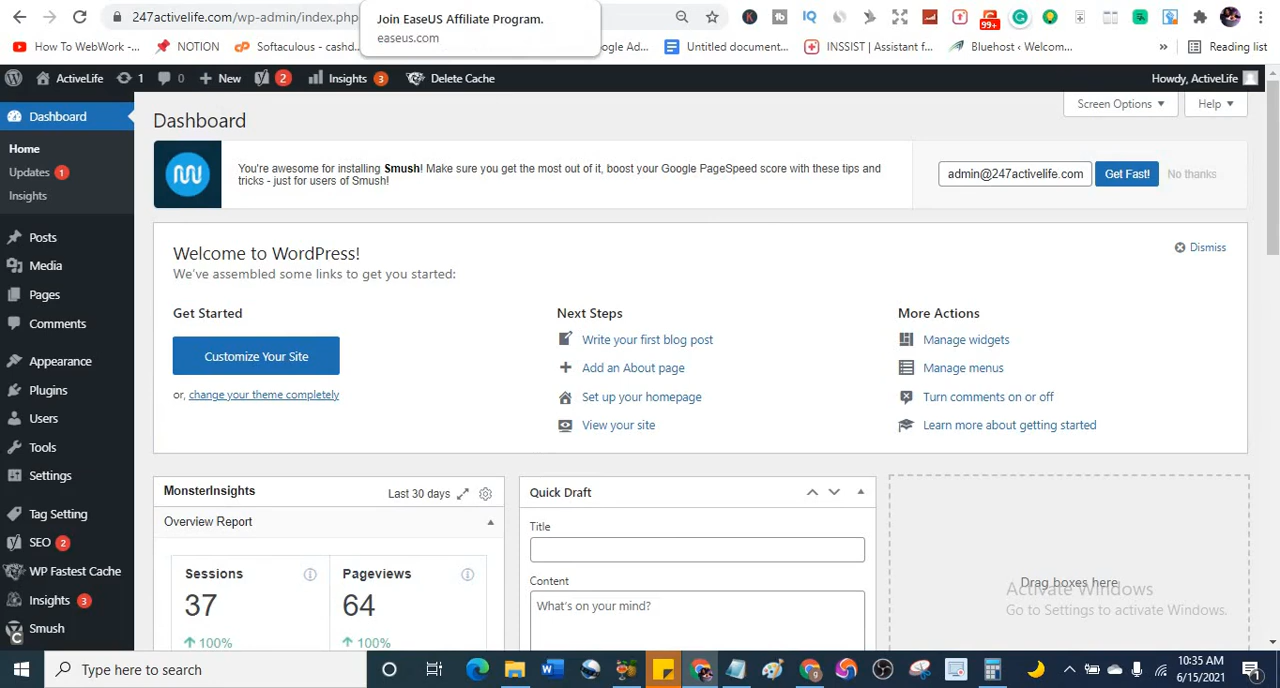 247activelife.com/wp-admin/index.php
Join EaseUS Affiliate Program.
easeus.com
IQ
99+
How To WebWork -...
NOTION
Softaculous - cashd...
ogle Ad...
Untitled document...
INSSIST | Assistant f...
Bluehost < Welcom...
»
Reading list
ActiveLife
1
0
New
2
Insights
3
Delete Cache
Howdy, ActiveLife
Dashboard
Home
Updates 1
Insights
Posts
Media
Pages
Comments
Appearance
Plugins
Users
Tools
Settings
Tag Setting
SEO 2
WP Fastest Cache
Insights 3
Smush
Dashboard
Screen Options
Help
You're awesome for installing Smush! Make sure you get the most out of it, boost your Google PageSpeed score with these tips and
tricks - just for users of Smush!
admin@247activelife.com
Get Fast!
No thanks
Welcome to WordPress!
We've assembled some links to get you started:
Dismiss
Get Started
Customize Your Site
or, change your theme completely
Next Steps
Write your first blog post
Add an About page
Set up your homepage
View your site
More Actions
Manage widgets
Manage menus
Turn comments on or off
Learn more about getting started
MonsterInsights
Last 30 days
Overview Report
Sessions
37
100%
Pageviews
64
100%
Quick Draft
Title
Content
What's on your mind?
Drag boxes here
Activate Windows
Go to Settings to activate Windows.
Type here to search
10:35 AM
6/15/2021
1